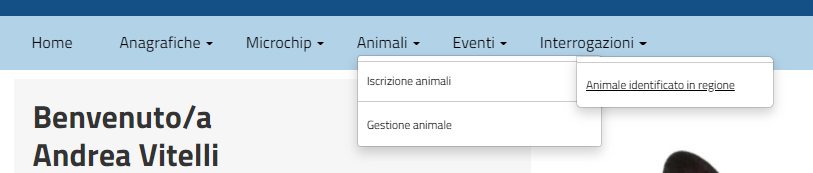 Home Anagrafiche Microchip Animali Eventi Interrogazioni
Iscrizione animali
Animale identificato in regione
Gestione animale
Benvenuto/a
Andrea Vitelli